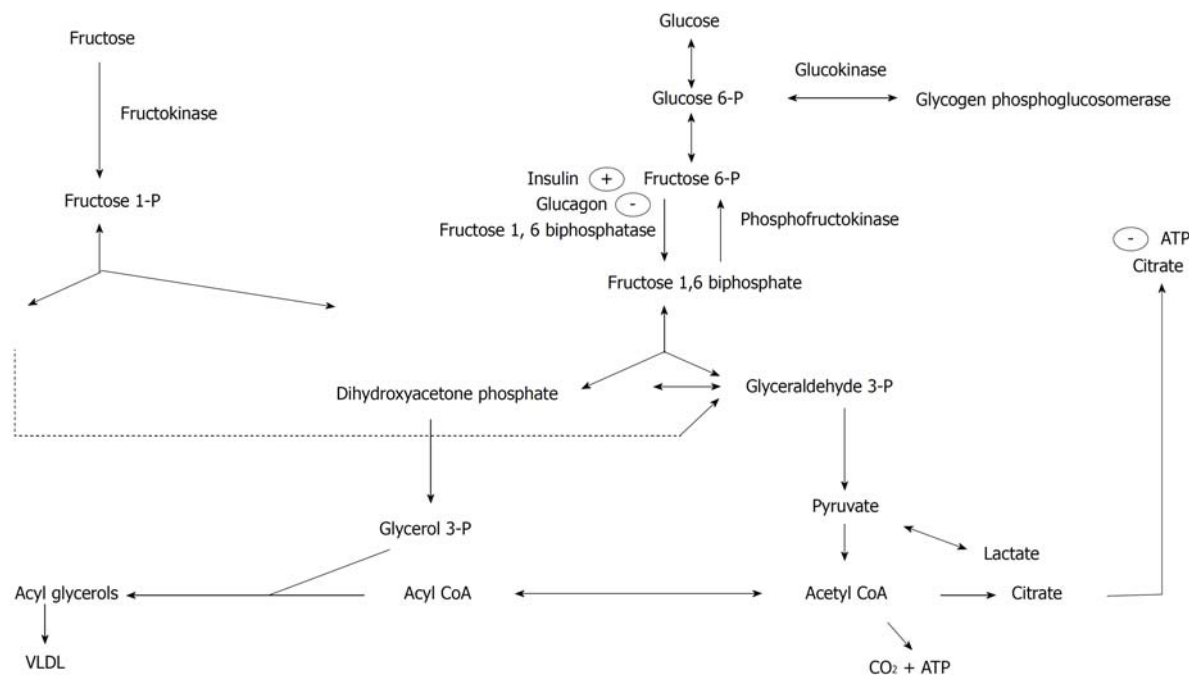 Glucose
Fructose
Glucokinase
Glucose 6-P
Glycogen phosphoglucosomerase
Fructokinase
Insulin + Fructose 6-P
Fructose 1-P
Glucagon -
Phosphofructokinase
Fructose 1, 6 biphosphatase
- ATP
Citrate
Fructose 1,6 biphosphate
Dihydroxyacetone phosphate
Glyceraldehyde 3-P
Pyruvate
Glycerol 3-P
Lactate
Acyl glycerols
Acyl CoA
Acetyl CoA
Citrate
VLDL
CO₂ + ATP